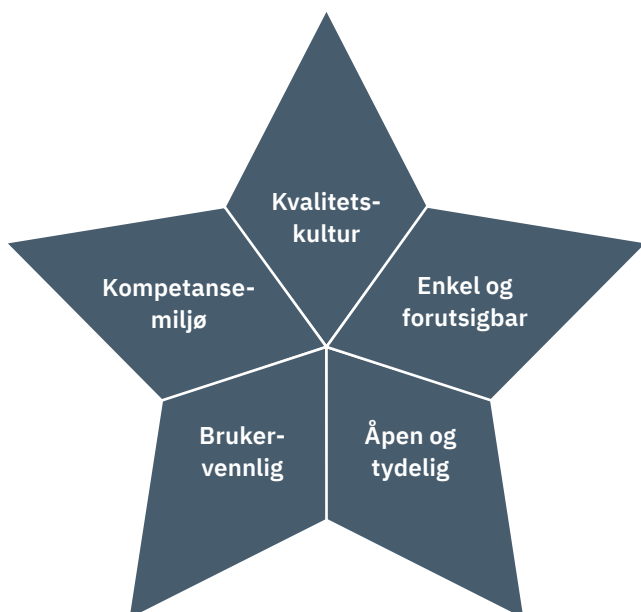 Kvalitets-
kultur
Enkel og
forutsigbar
Åpen og
tydelig
Bruker-
vennlig
Kompetanse-
miljø